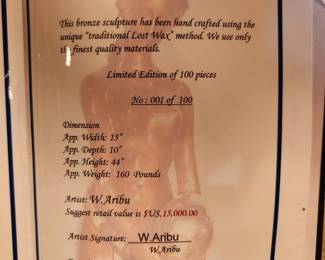 This bronze sculpture has been hand crafted using the
unique "traditional Lost Wax" method. We use only
the finest quality materials.
Limited Edition of 100 pieces
No : 001 of 100
Dimension
App. Width: 15"
App. Depth: 10"
App. Height: 44"
App. Weight: 160 Pounds
Artist: W.Aribu
Suggest retail value is $US,15,000.00
Artist Signature: W.Aribu
W.Aribu